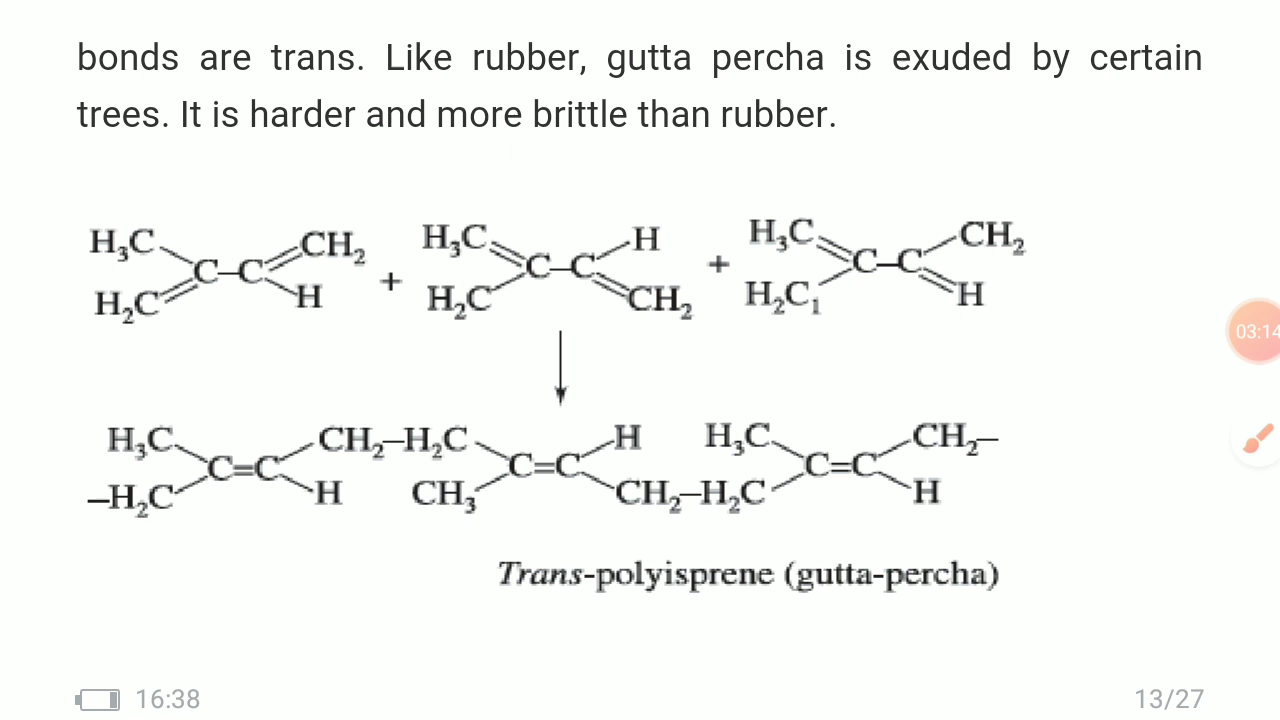 bonds are trans. Like rubber, gutta percha is exuded by certain
trees. It is harder and more brittle than rubber.
H₃C CH₂ H₃C H H₃C CH₂
C–C + C–C + C–C
H₂C H H₂C CH₂ H₂C₁ H
03:14
H₃C CH₂–H₂C H H₃C CH₂–
C=C C=C C=C
–H₂C H CH₃ CH₂–H₂C H
Trans-polyisprene (gutta-percha)
16:38 13/27